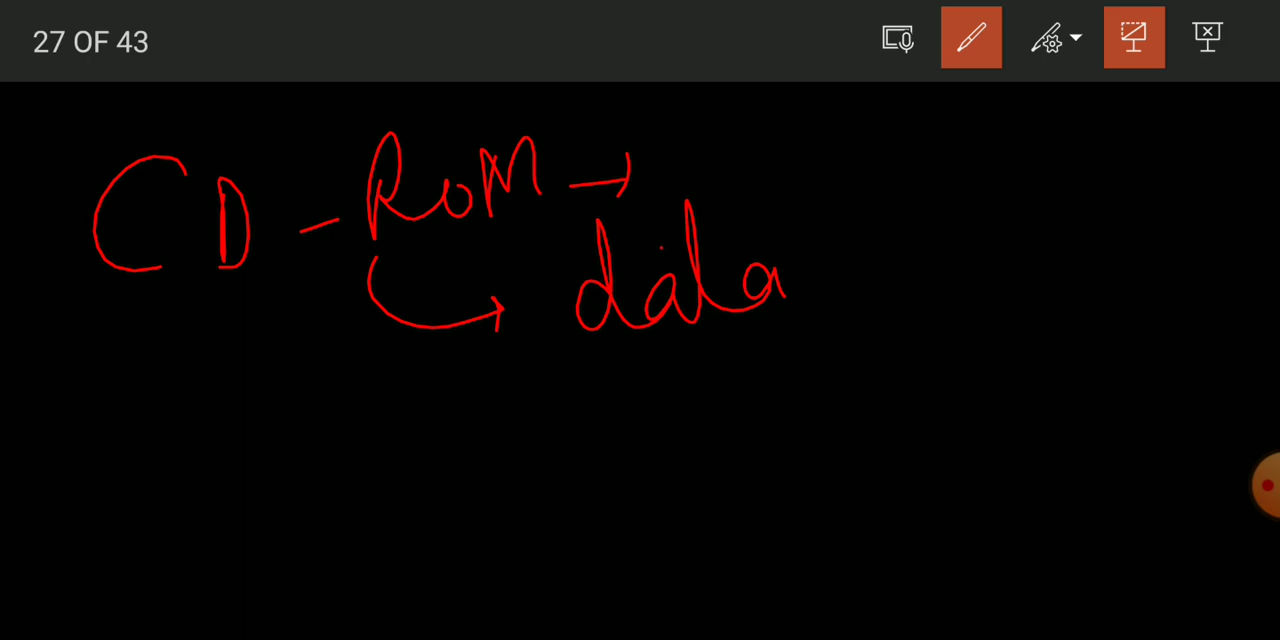 27 OF 43
CD - ROM →
data